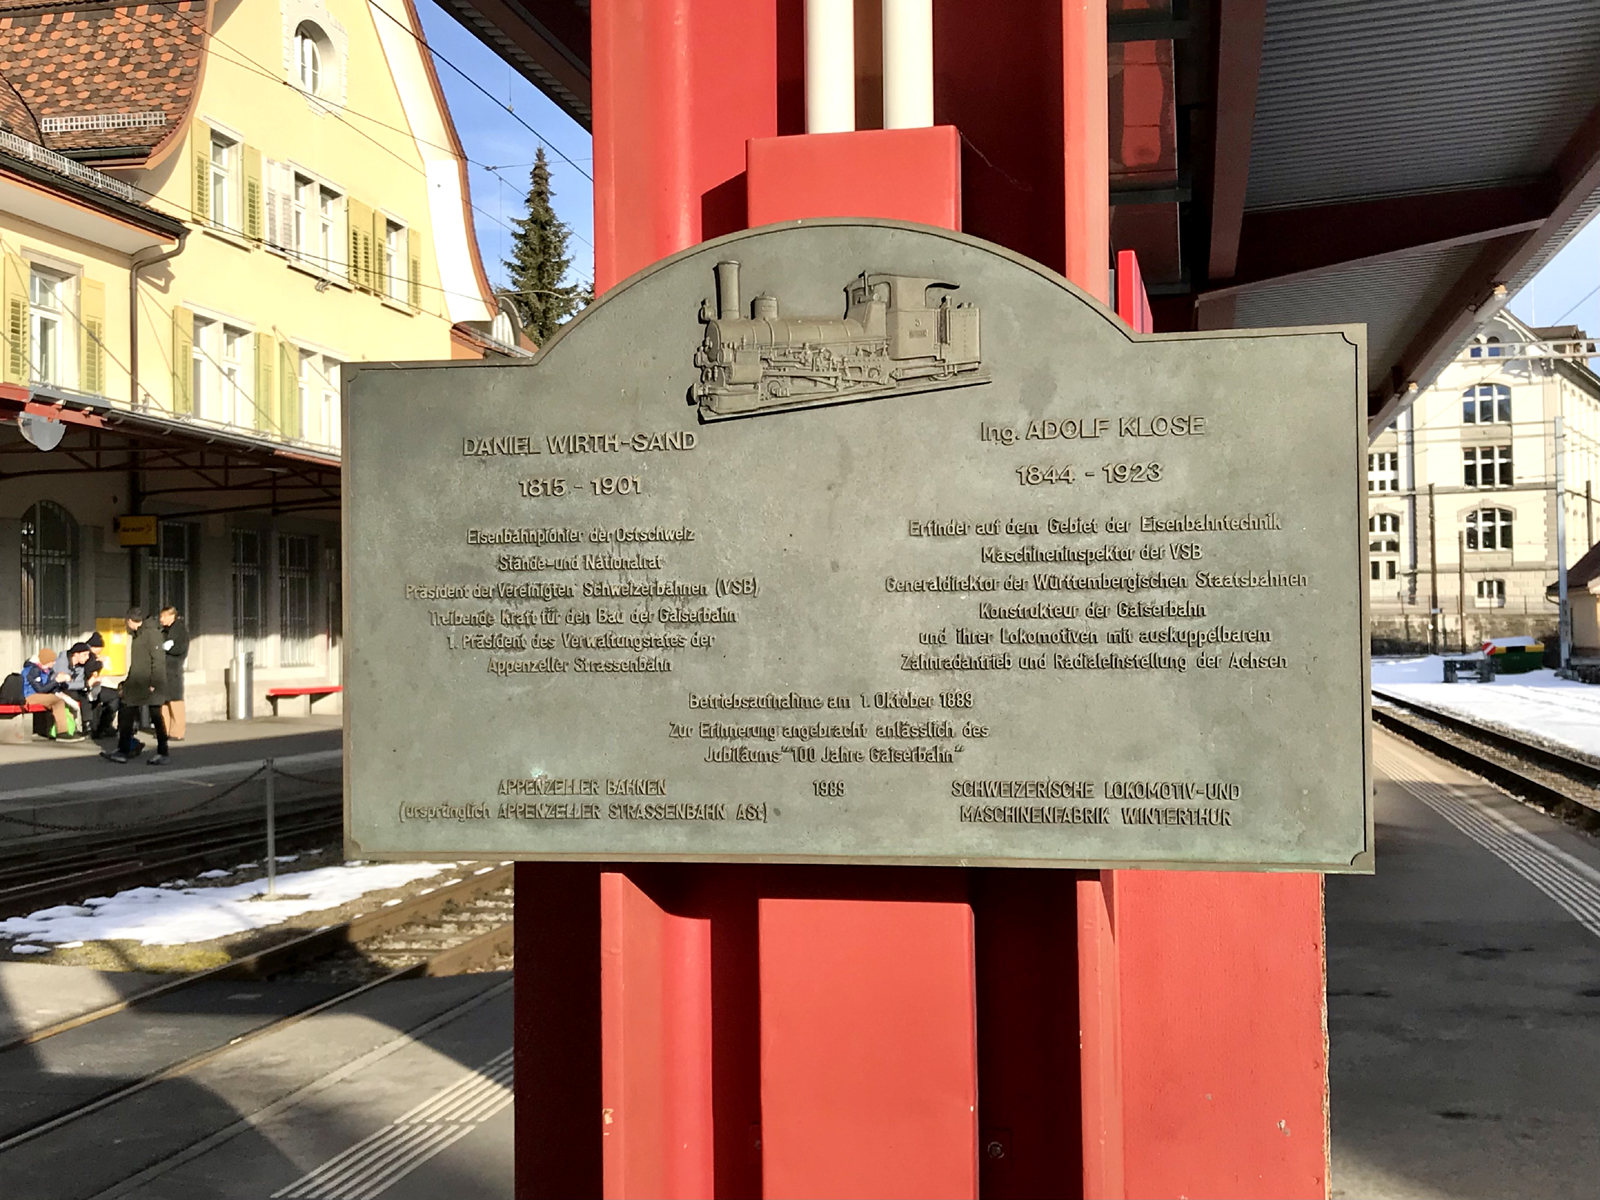 DANIEL WIRTH-SAND
1815 - 1901
Eisenbahnpionier der Ostschweiz
Stände-und Nationalrat
Präsident der Vereinigten Schweizerbahnen (VSB)
Treibende Kraft für den Bau der Gaiserbahn
1. Präsident des Verwaltungsrates der
Appenzeller Strassenbahn
Ing. ADOLF KLOSE
1844 - 1923
Erfinder auf dem Gebiet der Eisenbahntechnik
Maschineninspektor der VSB
Generaldirektor der Württembergischen Staatsbahnen
Konstrukteur der Gaiserbahn
und ihrer Lokomotiven mit auskuppelbarem
Zahnradantrieb und Radialeinstellung der Achsen
Betriebsaufnahme am 1. Oktober 1889
Zur Erinnerung angebracht anlässlich des
Jubiläums "100 Jahre Gaiserbahn"
APPENZELLER BAHNEN
(ursprünglich APPENZELLER STRASSENBAHN ASt)
1989
SCHWEIZERISCHE LOKOMOTIV-UND
MASCHINENFABRIK WINTERTHUR